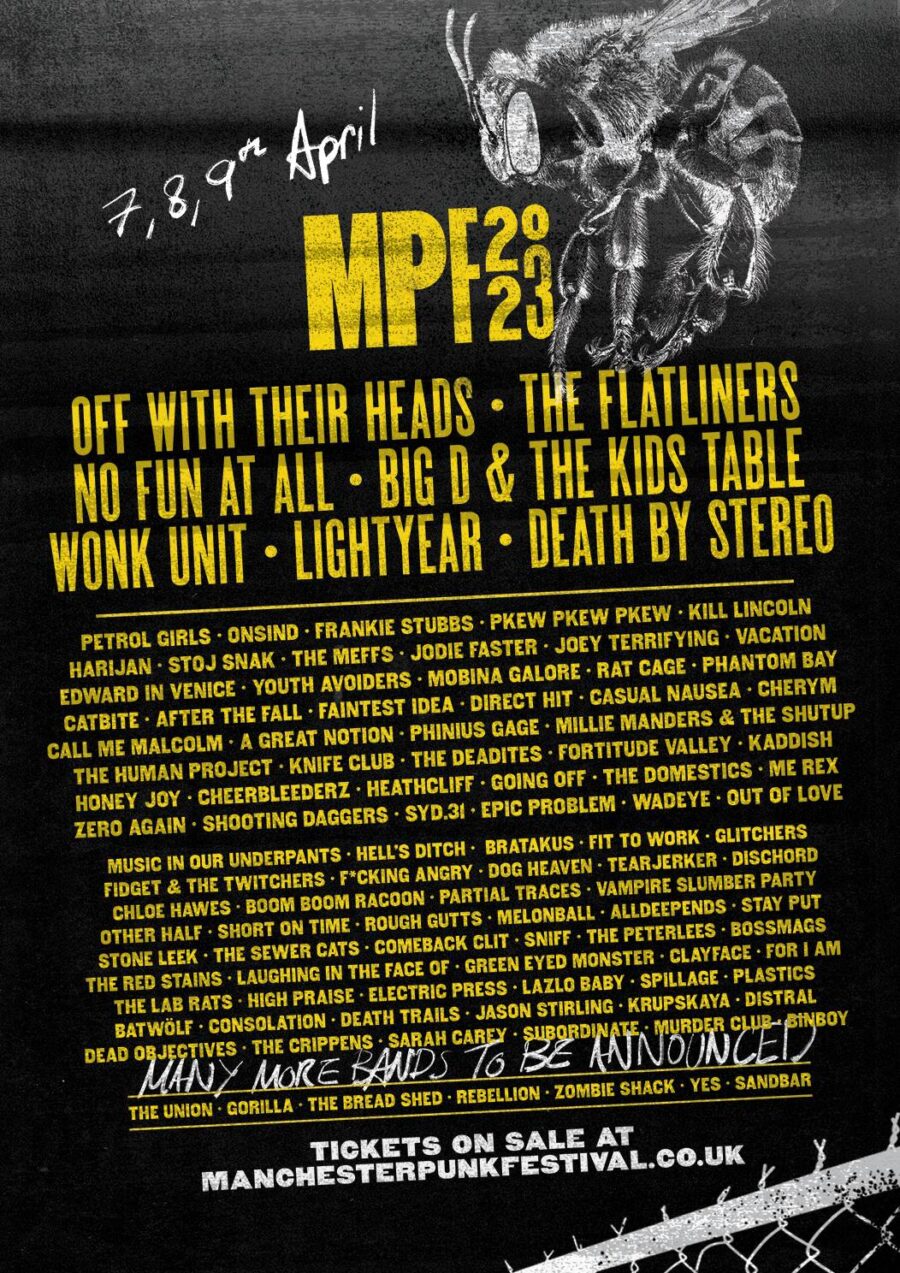 7, 8, 9th April
MPF 20
23
OFF WITH THEIR HEADS • THE FLATLINERS
NO FUN AT ALL • BIG D & THE KIDS TABLE
WONK UNIT • LIGHTYEAR • DEATH BY STEREO
PETROL GIRLS · ONSIND · FRANKIE STUBBS · PKEW PKEW PKEW · KILL LINCOLN
HARIJAN · STOJ SNAK · THE MEFFS · JODIE FASTER · JOEY TERRIFYING · VACATION
EDWARD IN VENICE · YOUTH AVOIDERS · MOBINA GALORE · RAT CAGE · PHANTOM BAY
CATBITE · AFTER THE FALL · FAINTEST IDEA · DIRECT HIT · CASUAL NAUSEA · CHERYM
CALL ME MALCOLM · A GREAT NOTION · PHINIUS GAGE · MILLIE MANDERS & THE SHUTUP
THE HUMAN PROJECT · KNIFE CLUB · THE DEADITES · FORTITUDE VALLEY · KADDISH
HONEY JOY · CHEERBLEEDERZ · HEATHCLIFF · GOING OFF · THE DOMESTICS · ME REX
ZERO AGAIN · SHOOTING DAGGERS · SYD.31 · EPIC PROBLEM · WADEYE · OUT OF LOVE
MUSIC IN OUR UNDERPANTS · HELL'S DITCH · BRATAKUS · FIT TO WORK · GLITCHERS
FIDGET & THE TWITCHERS · F*CKING ANGRY · DOG HEAVEN · TEARJERKER · DISCHORD
CHLOE HAWES · BOOM BOOM RACOON · PARTIAL TRACES · VAMPIRE SLUMBER PARTY
OTHER HALF · SHORT ON TIME · ROUGH GUTTS · MELONBALL · ALLDEEPENDS · STAY PUT
STONE LEEK · THE SEWER CATS · COMEBACK CLIT · SNIFF · THE PETERLEES · BOSSMAGS
THE RED STAINS · LAUGHING IN THE FACE OF · GREEN EYED MONSTER · CLAYFACE · FOR I AM
THE LAB RATS · HIGH PRAISE · ELECTRIC PRESS · LAZLO BABY · SPILLAGE · PLASTICS
BATWÖLF · CONSOLATION · DEATH TRAILS · JASON STIRLING · KRUPSKAYA · DISTRAL
DEAD OBJECTIVES · THE CRIPPENS · SARAH CAREY · SUBORDINATE · MURDER CLUB · BINBOY
MANY MORE BANDS TO BE ANNOUNCED
THE UNION · GORILLA · THE BREAD SHED · REBELLION · ZOMBIE SHACK · YES · SANDBAR
TICKETS ON SALE AT
MANCHESTERPUNKFESTIVAL.CO.UK